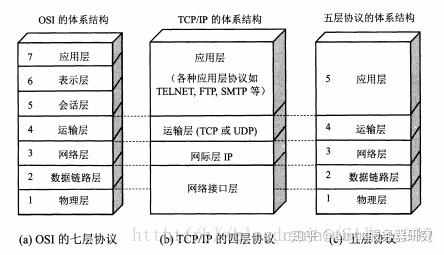 OSI 的体系结构
7 应用层
6 表示层
5 会话层
4 运输层
3 网络层
2 数据链路层
1 物理层
(a) OSI 的七层协议
TCP/IP 的体系结构
应用层
(各种应用层协议如
TELNET, FTP, SMTP 等)
运输层 (TCP 或 UDP)
网际层 IP
网络接口层
(b) TCP/IP 的四层协议
五层协议的体系结构
5 应用层
4 运输层
3 网络层
2 数据链路层
1 物理层
(c) 五层协议